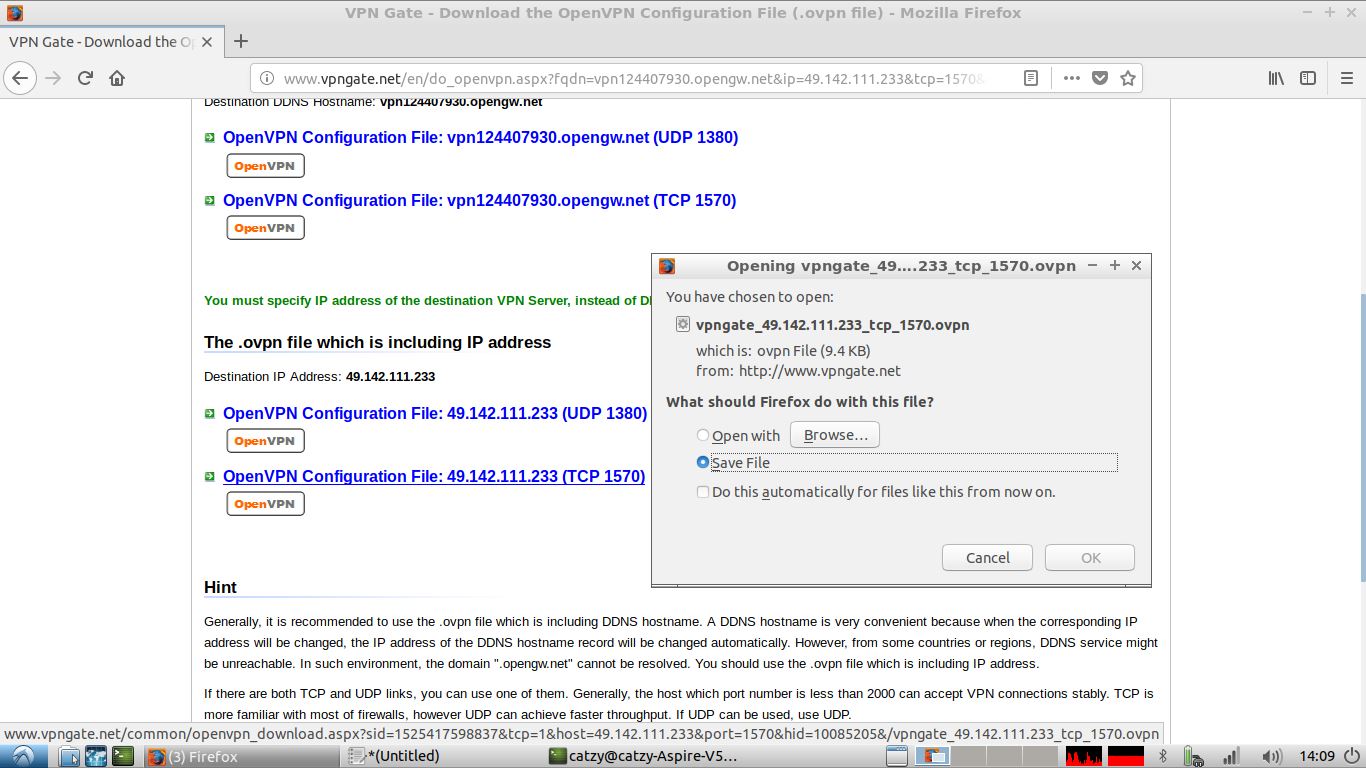 VPN Gate - Download the OpenVPN Configuration File (.ovpn file) - Mozilla Firefox
VPN Gate - Download the Op
www.vpngate.net/en/do_openvpn.aspx?fqdn=vpn124407930.opengw.net&ip=49.142.111.233&tcp=1570&
Destination DDNS Hostname: vpn124407930.opengw.net
OpenVPN Configuration File: vpn124407930.opengw.net (UDP 1380)
OpenVPN
OpenVPN Configuration File: vpn124407930.opengw.net (TCP 1570)
OpenVPN
You must specify IP address of the destination VPN Server, instead of
The .ovpn file which is including IP address
Destination IP Address: 49.142.111.233
OpenVPN Configuration File: 49.142.111.233 (UDP 1380)
OpenVPN
OpenVPN Configuration File: 49.142.111.233 (TCP 1570)
OpenVPN
Opening vpngate_49....233_tcp_1570.ovpn
You have chosen to open:
vpngate_49.142.111.233_tcp_1570.ovpn
which is: ovpn File (9.4 KB)
from: http://www.vpngate.net
What should Firefox do with this file?
Open with Browse...
Save File
Do this automatically for files like this from now on.
Cancel OK
Hint
Generally, it is recommended to use the .ovpn file which is including DDNS hostname. A DDNS hostname is very convenient because when the corresponding IP
address will be changed, the IP address of the DDNS hostname record will be changed automatically. However, from some countries or regions, DDNS service might
be unreachable. In such environment, the domain ".opengw.net" cannot be resolved. You should use the .ovpn file which is including IP address.
If there are both TCP and UDP links, you can use one of them. Generally, the host which port number is less than 2000 can accept VPN connections stably. TCP is
more familiar with most of firewalls, however UDP can achieve faster throughput. If UDP can be used, use UDP.
www.vpngate.net/common/openvpn_download.aspx?sid=1525417598837&tcp=1&host=49.142.111.233&port=1570&hid=10085205&/vpngate_49.142.111.233_tcp_1570.ovpn
(3) Firefox
*(Untitled)
catzy@catzy-Aspire-V5...
14:09